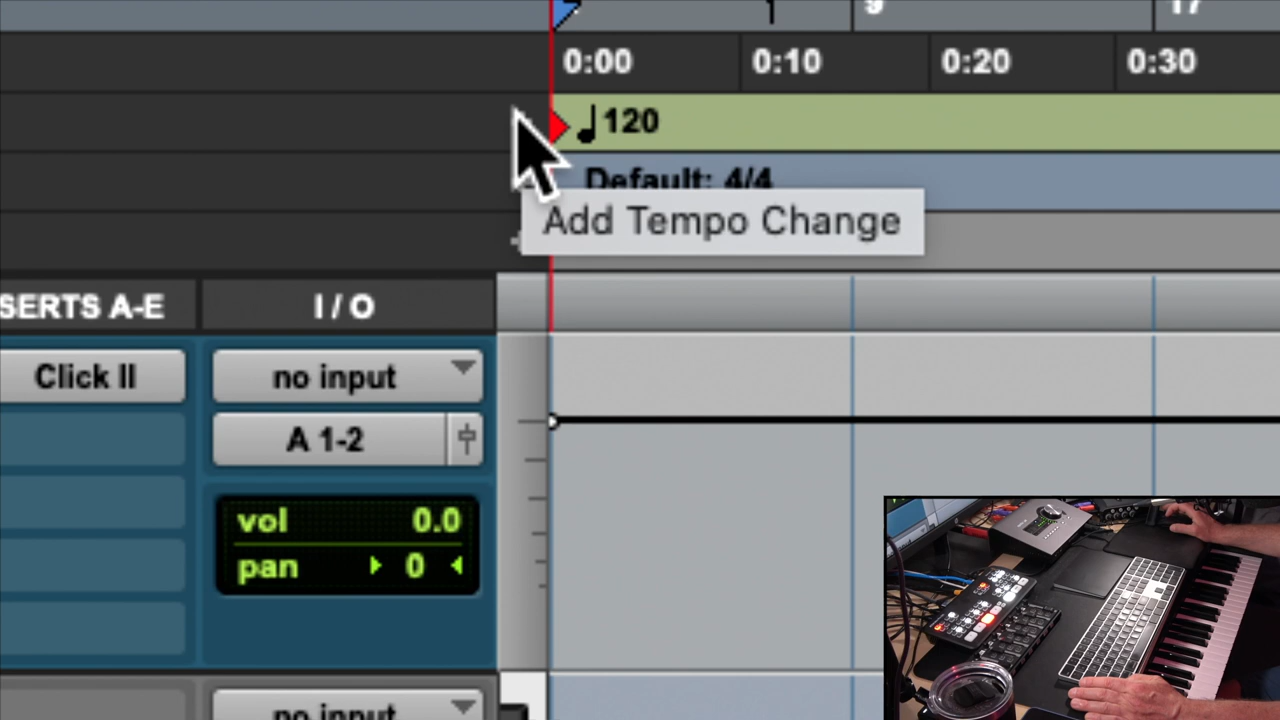 9 17
0:00 0:10 0:20 0:30
120
Default: 4/4
Add Tempo Change
SERTS A-E I / O
Click II no input
A 1-2
vol 0.0
pan 0
no input